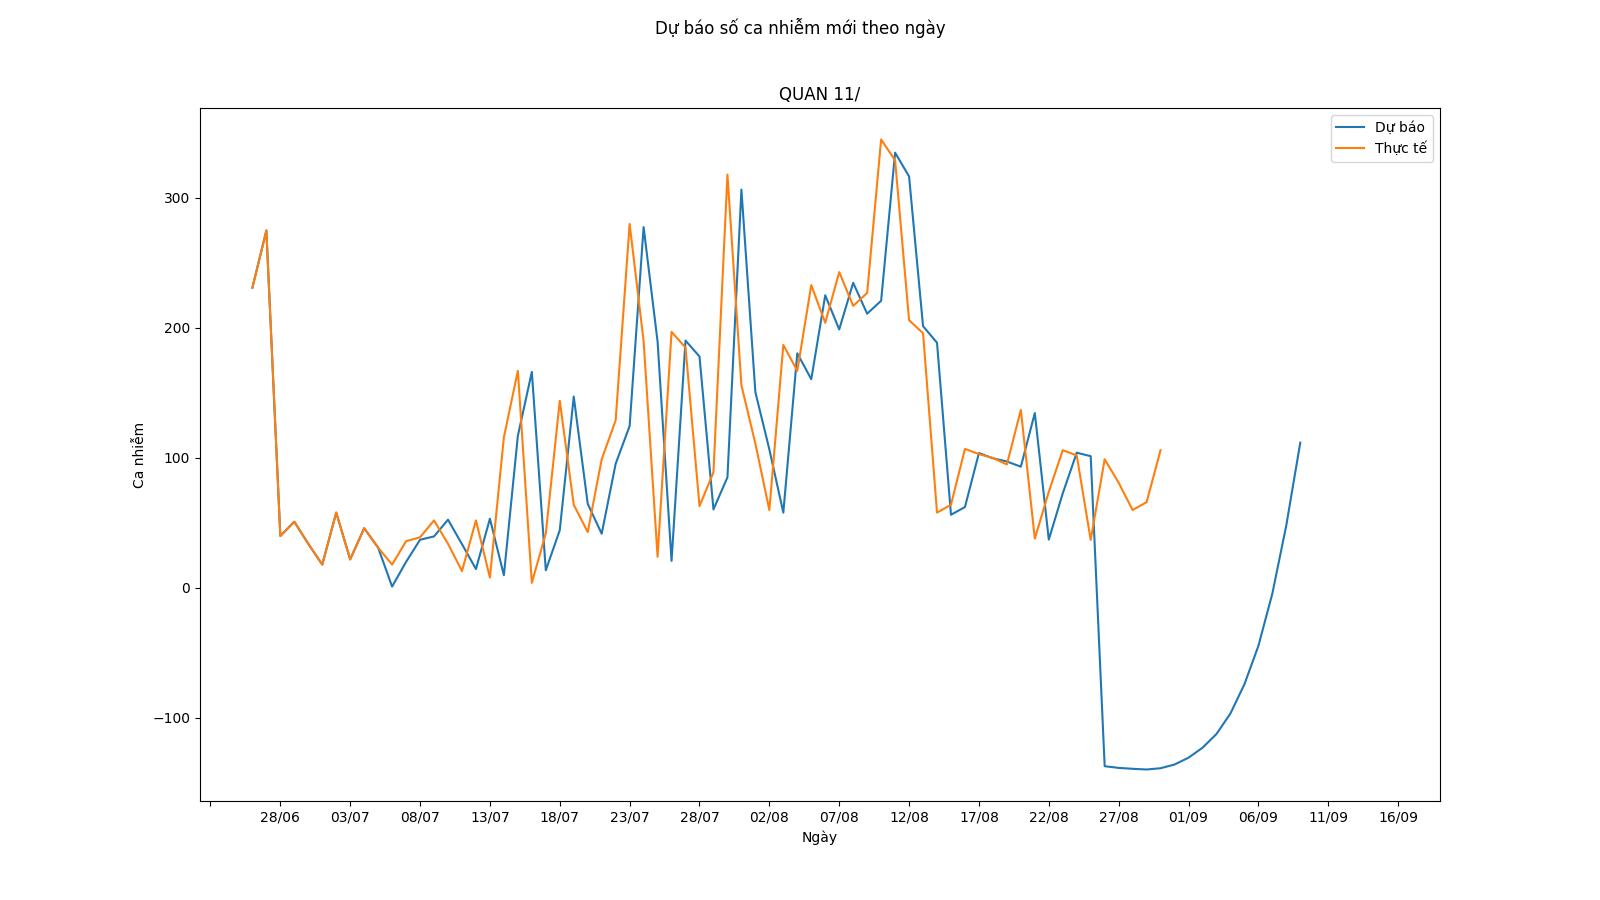 Dự báo số ca nhiễm mới theo ngày
QUAN 11/
Dự báo
Thực tế
Ca nhiễm
300
200
100
0
−100
28/06 03/07 08/07 13/07 18/07 23/07 28/07 02/08 07/08 12/08 17/08 22/08 27/08 01/09 06/09 11/09 16/09
Ngày